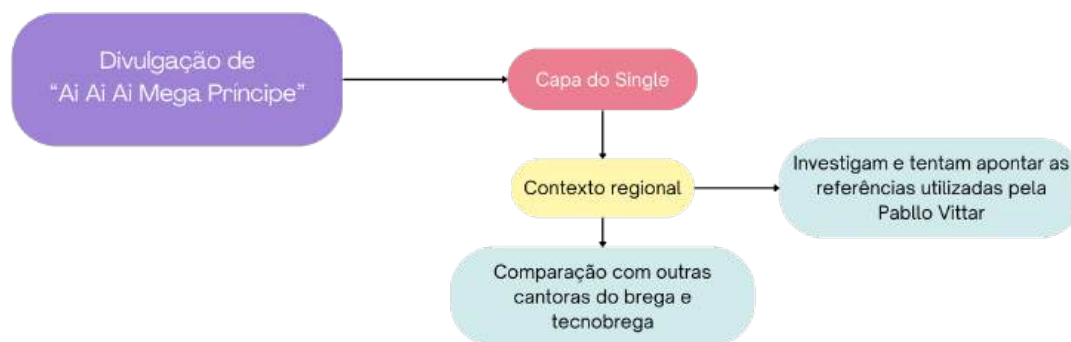 Divulgação de
“Ai Ai Ai Mega Príncipe”
Capa do Single
Contexto regional
Investigam e tentam apontar as
referências utilizadas pela
Pabllo Vittar
Comparação com outras
cantoras do brega e
tecnobrega